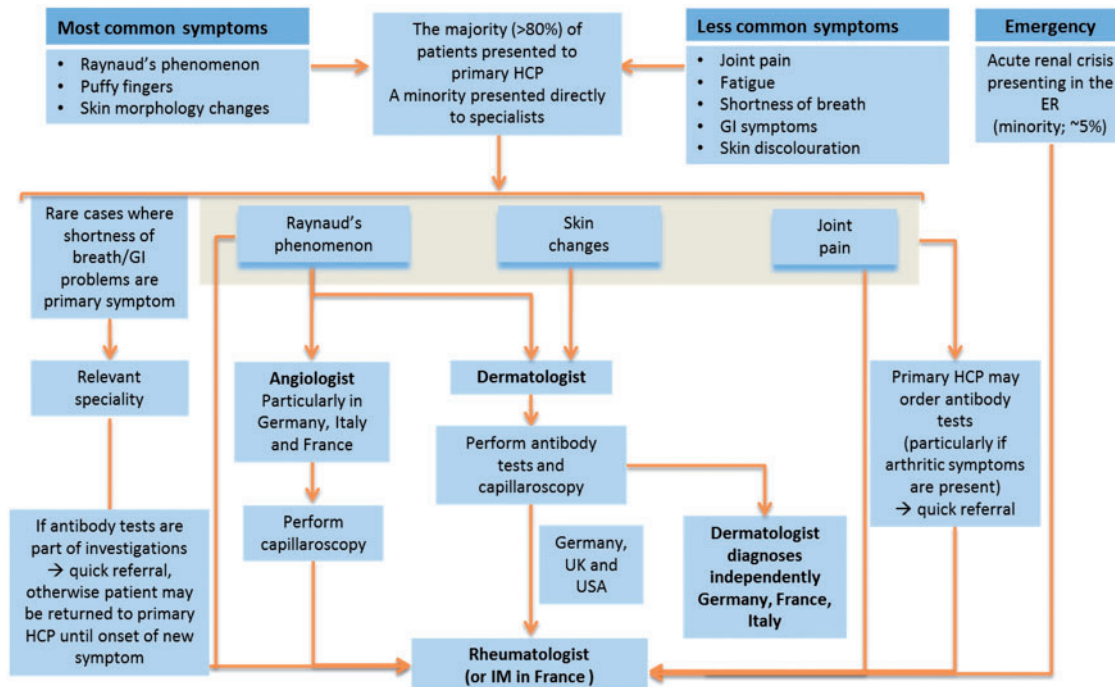 Most common symptoms
• Raynaud's phenomenon
• Puffy fingers
• Skin morphology changes
The majority (>80%) of
patients presented to
primary HCP
A minority presented directly
to specialists
Less common symptoms
• Joint pain
• Fatigue
• Shortness of breath
• GI symptoms
• Skin discolouration
Emergency
Acute renal crisis
presenting in the
ER
(minority; ~5%)
Rare cases where
shortness of
breath/GI
problems are
primary symptom
Raynaud's
phenomenon
Skin
changes
Joint
pain
Relevant
speciality
Angiologist
Particularly in
Germany, Italy
and France
Dermatologist
Primary HCP may
order antibody
tests
(particularly if
arthritic symptoms
are present)
→ quick referral
Perform antibody
tests and
capillaroscopy
If antibody tests are
part of investigations
→ quick referral,
otherwise patient may
be returned to primary
HCP until onset of new
symptom
Perform
capillaroscopy
Germany,
UK and
USA
Dermatologist
diagnoses
independently
Germany, France,
Italy
Rheumatologist
(or IM in France )